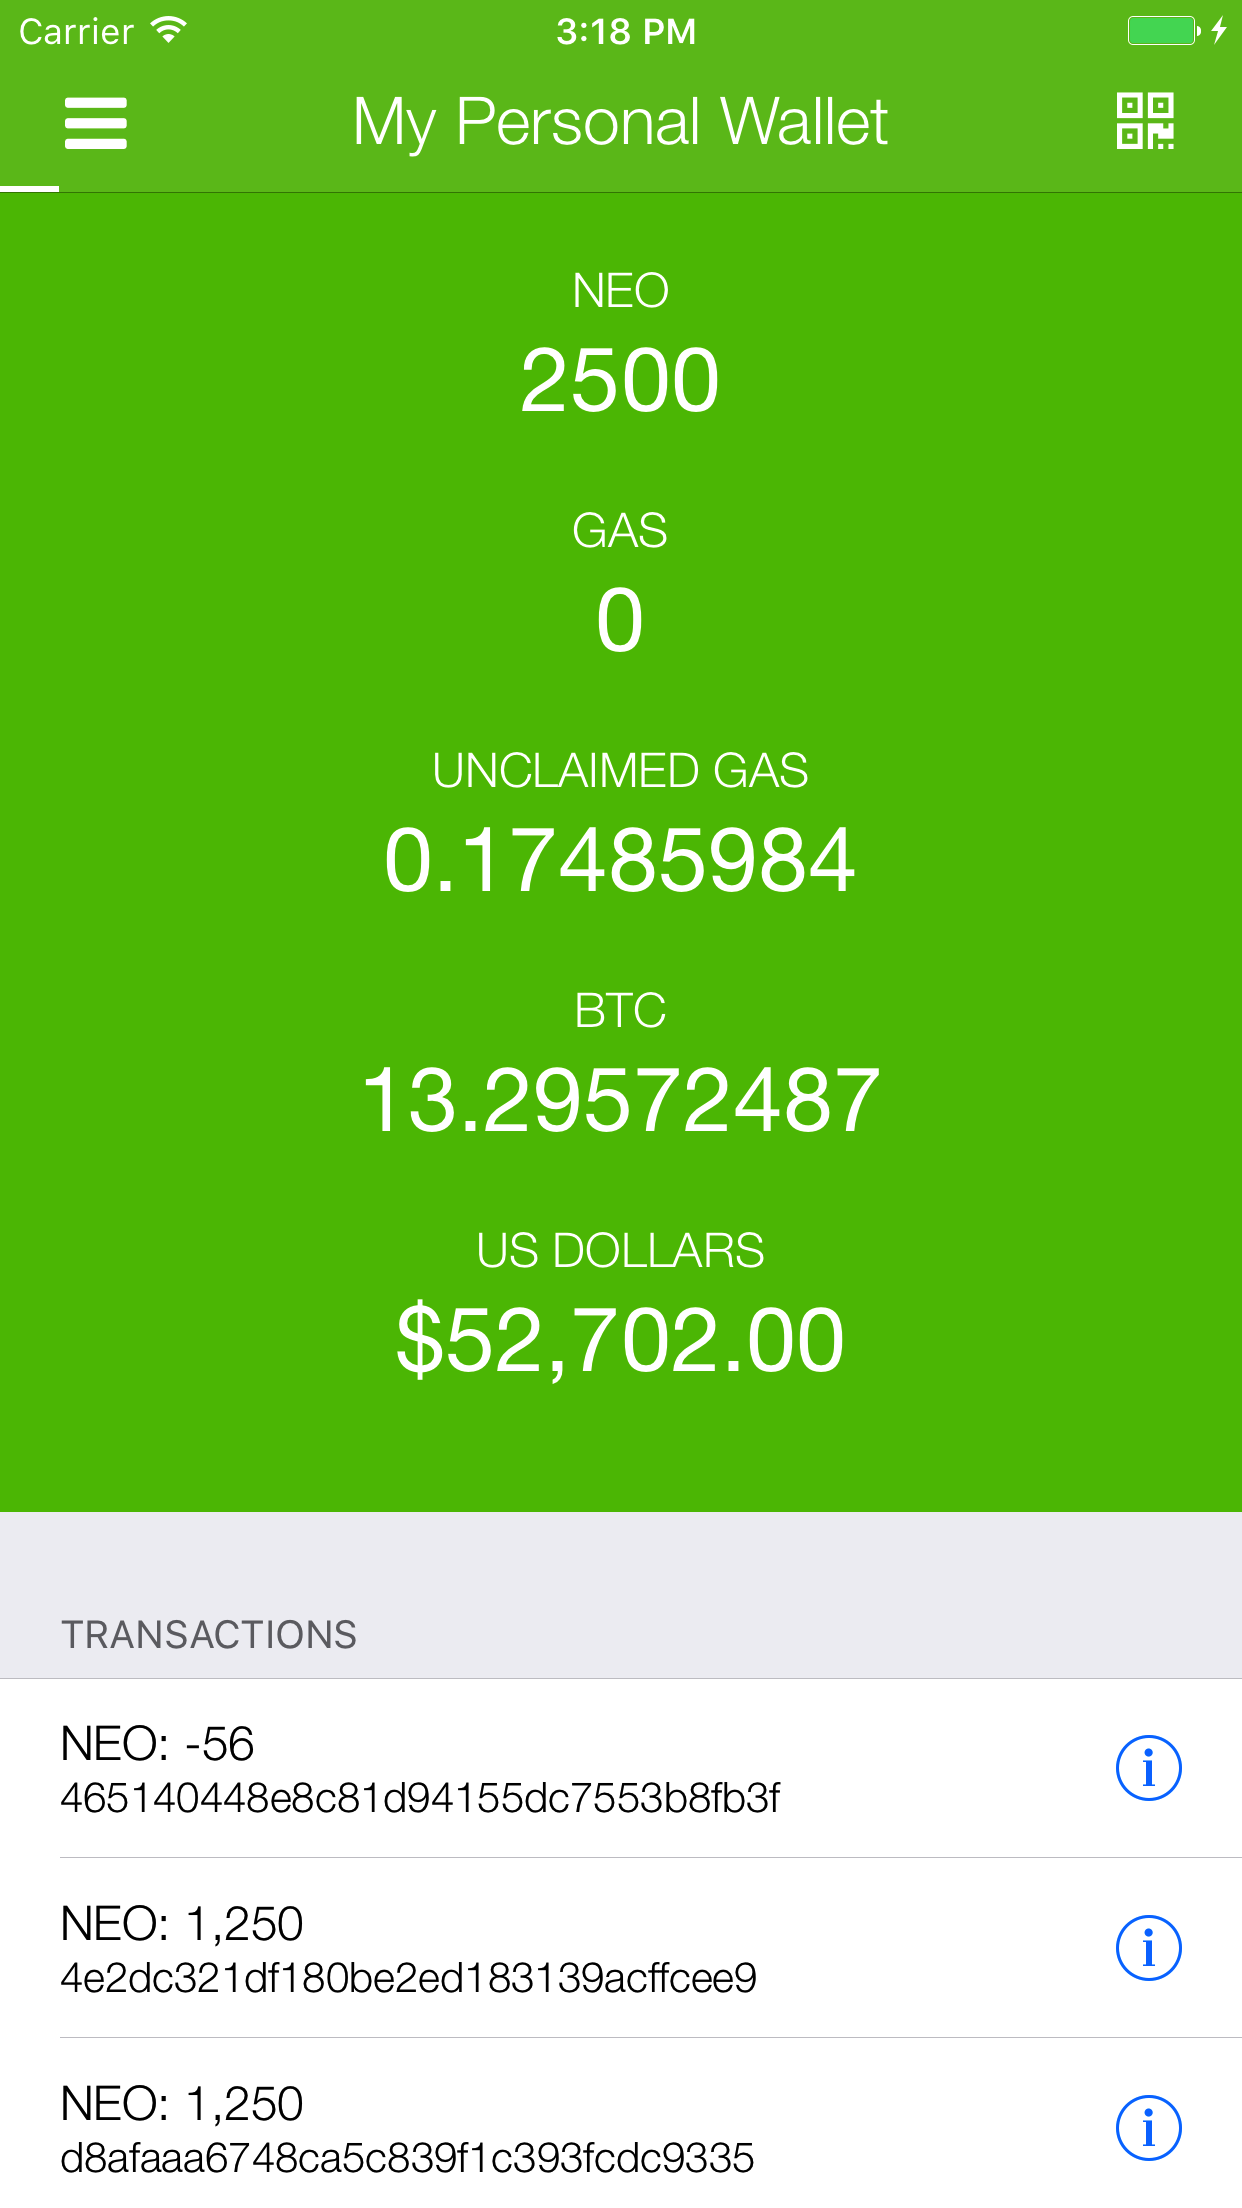 Carrier 3:18 PM
My Personal Wallet
NEO
2500
GAS
0
UNCLAIMED GAS
0.17485984
BTC
13.29572487
US DOLLARS
$52,702.00
TRANSACTIONS
NEO: -56
465140448e8c81d94155dc7553b8fb3f
NEO: 1,250
4e2dc321df180be2ed183139acffcee9
NEO: 1,250
d8afaaa6748ca5c839f1c393fcdc9335